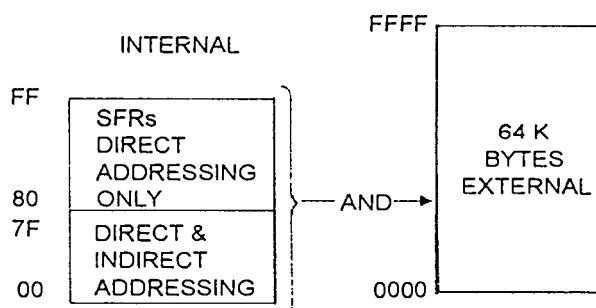 INTERNAL
FF
SFRs
DIRECT
ADDRESSING
80 ONLY
7F
DIRECT &
INDIRECT
00 ADDRESSING
AND
FFFF
64 K
BYTES
EXTERNAL
0000